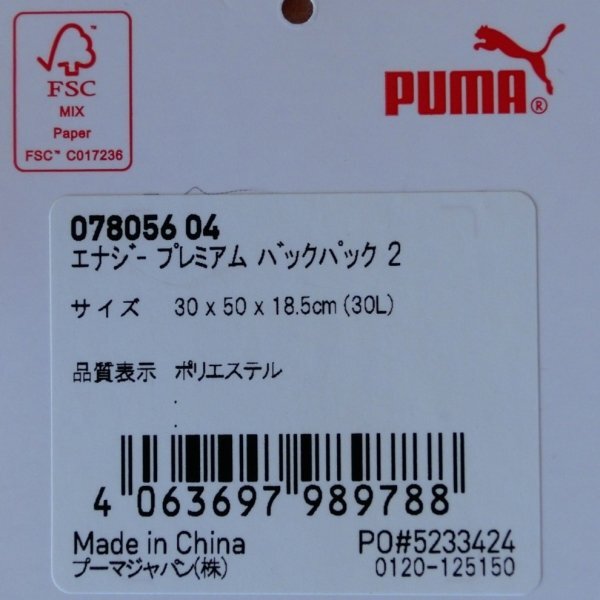 FSC
MIX
Paper
FSC™ C017236
PUMA®
078056 04
エナジー プレミアム バックパック 2
サイズ 30 x 50 x 18.5cm (30L)
品質表示 ポリエステル
.
4 063697 989788
Made in China PO#5233424
プーマジャパン(株) 0120-125150